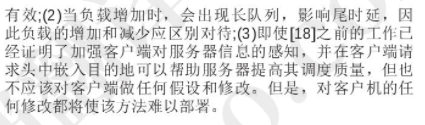 有效;(2)当负载增加时，会出现长队列，影响尾时延，因
此负载的增加和减少应区别对待;(3)即使[18]之前的工作已
经证明了加强客户端对服务器信息的感知，并在客户端请
求头中嵌入目的地可以帮助服务器提高其调度质量，但也
不应该对客户端做任何假设和修改。但是，对客户机的任
何修改都将使该方法难以部署。